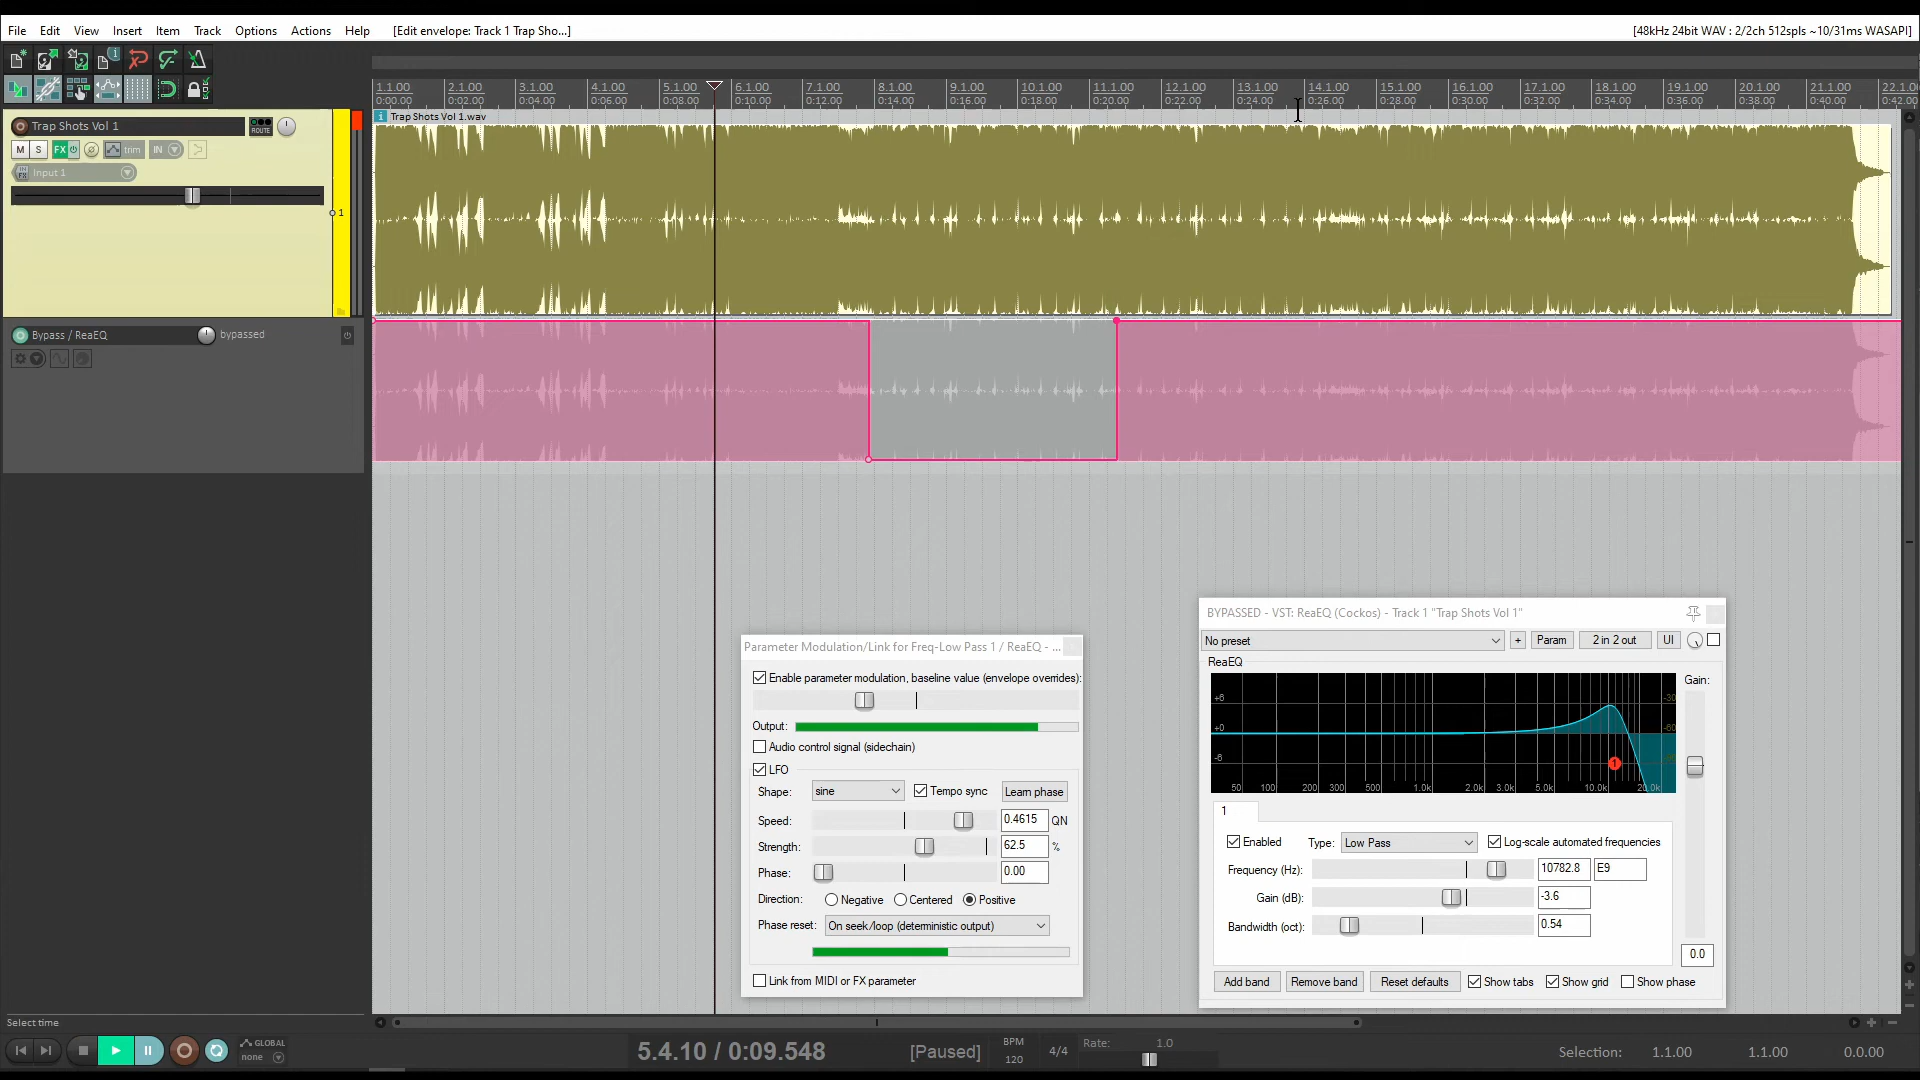 File Edit View Insert Item Track Options Actions Help [Edit envelope: Track 1 Trap Sho...] [48kHz 24bit WAV : 2/2ch 512spls ~10/31ms WASAPI]
1.1.00 2.1.00 3.1.00 4.1.00 5.1.00 6.1.00 7.1.00 8.1.00 9.1.00 10.1.00 11.1.00 12.1.00 13.1.00 14.1.00 15.1.00 16.1.00 17.1.00 18.1.00 19.1.00 20.1.00 21.1.00 22.1.0
0:00.00 0:02.00 0:04.00 0:06.00 0:08.00 0:10.00 0:12.00 0:14.00 0:16.00 0:18.00 0:20.00 0:22.00 0:24.00 0:26.00 0:28.00 0:30.00 0:32.00 0:34.00 0:36.00 0:38.00 0:40.00 0:42.00
Trap Shots Vol 1.wav
Trap Shots Vol 1 ROUTE
M S FX trim IN
IN FX Input 1
1
Bypass / ReaEQ bypassed
Parameter Modulation/Link for Freq-Low Pass 1 / ReaEQ - ...
Enable parameter modulation, baseline value (envelope overrides):
Output:
Audio control signal (sidechain)
LFO
Shape: sine Tempo sync Learn phase
Speed: 0.4615 QN
Strength: 62.5 %
Phase: 0.00
Direction: Negative Centered Positive
Phase reset: On seek/loop (deterministic output)
Link from MIDI or FX parameter
BYPASSED - VST: ReaEQ (Cockos) - Track 1 "Trap Shots Vol 1"
No preset + Param 2 in 2 out UI
ReaEQ
Gain:
+6 -30
+0 -60
-6
1
50 100 200 300 500 1.0k 2.0k 3.0k 5.0k 10.0k 20.0k
1
Enabled Type: Low Pass Log-scale automated frequencies
Frequency (Hz): 10782.8 E9
Gain (dB): -3.6
Bandwidth (oct): 0.54
0.0
Add band Remove band Reset defaults Show tabs Show grid Show phase
Select time
GLOBAL
none
5.4.10 / 0:09.548 [Paused]
BPM
120
4/4
Rate: 1.0
Selection: 1.1.00 1.1.00 0.0.00